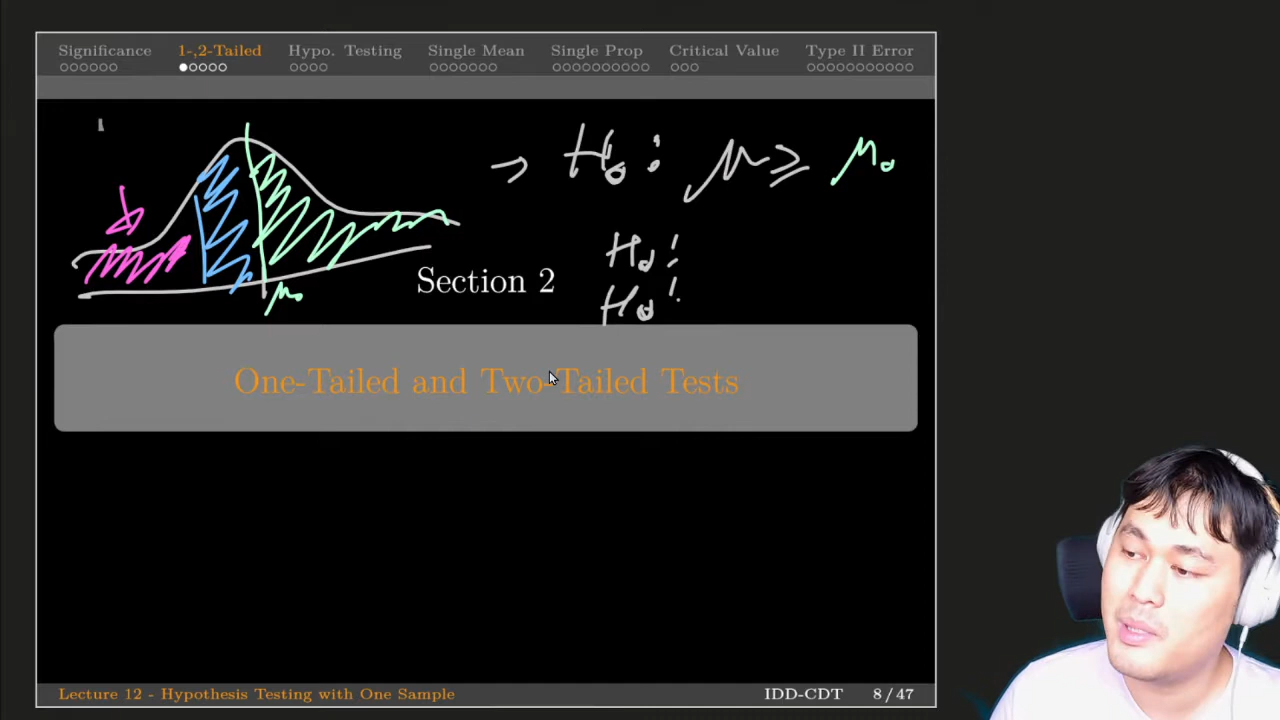 Significance 1-,2-Tailed Hypo. Testing Single Mean Single Prop Critical Value Type II Error
→ H₀ : μ ≥ μ₀
H₀ :
H₀ :
μ₀
Section 2
One-Tailed and Two-Tailed Tests
Lecture 12 - Hypothesis Testing with One Sample IDD-CDT 8 / 47